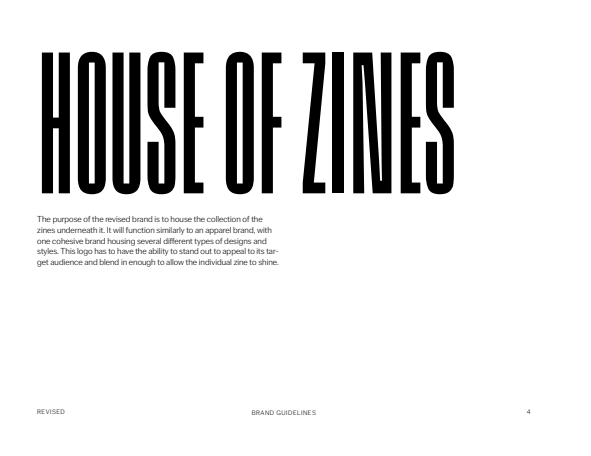 HOUSE OF ZINES
The purpose of the revised brand is to house the collection of the
zines underneath it. It will function similarly to an apparel brand, with
one cohesive brand housing several different types of designs and
styles. This logo has to have the ability to stand out to appeal to its tar-
get audience and blend in enough to allow the individual zine to shine.
REVISED
BRAND GUIDELINES
4